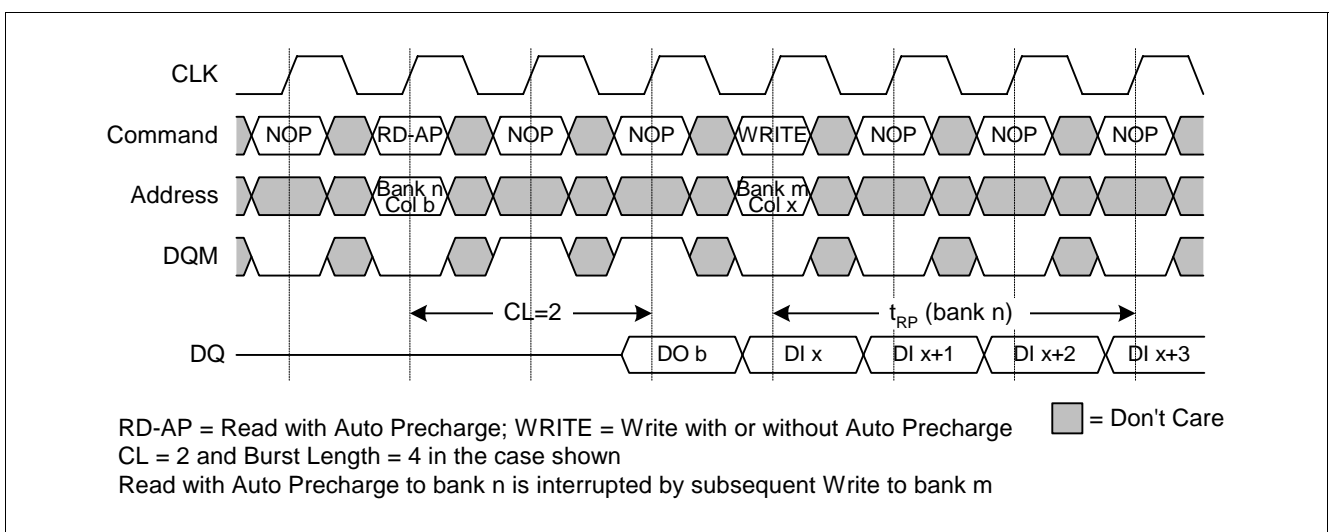 CLK
Command NOP RD-AP NOP NOP WRITE NOP NOP NOP
Address Bank n Col b Bank m Col x
DQM
CL=2 tRP (bank n)
DQ DO b DI x DI x+1 DI x+2 DI x+3
RD-AP = Read with Auto Precharge; WRITE = Write with or without Auto Precharge = Don't Care
CL = 2 and Burst Length = 4 in the case shown
Read with Auto Precharge to bank n is interrupted by subsequent Write to bank m